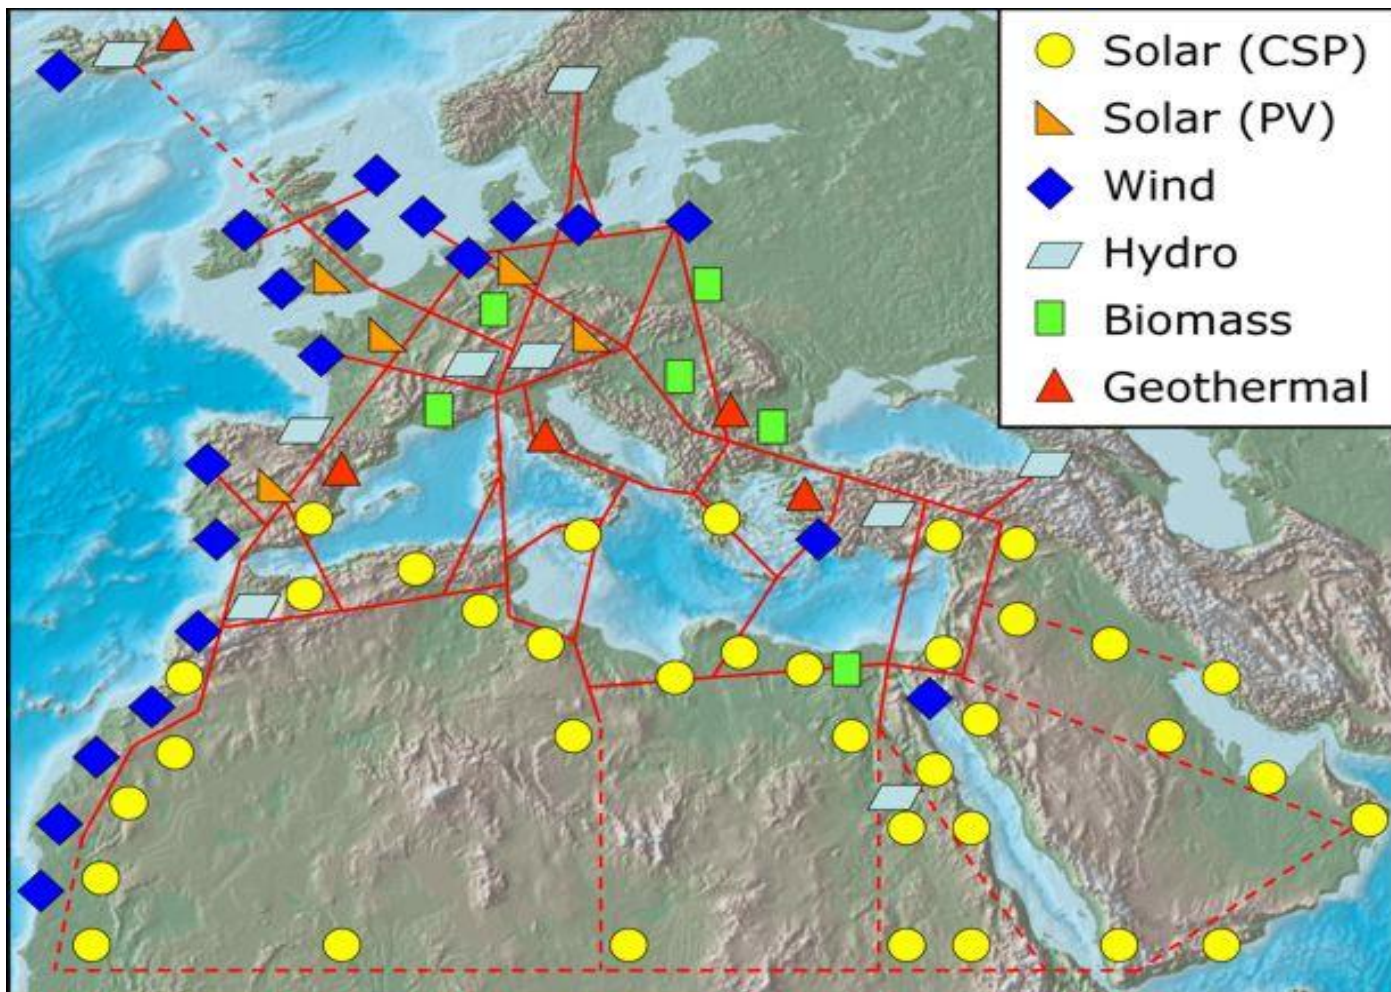 Solar (CSP)
Solar (PV)
Wind
Hydro
Biomass
Geothermal